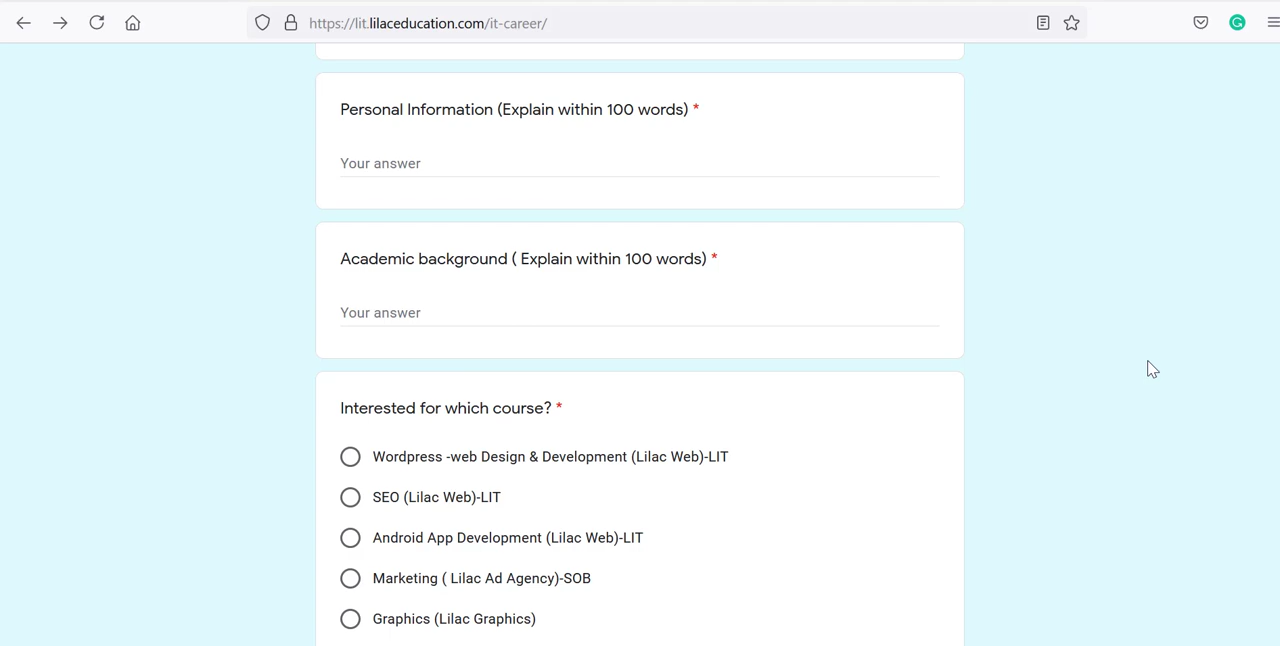 https://lit.lilaceducation.com/it-career/
Personal Information (Explain within 100 words) *
Your answer
Academic background ( Explain within 100 words) *
Your answer
Interested for which course? *
Wordpress -web Design & Development (Lilac Web)-LIT
SEO (Lilac Web)-LIT
Android App Development (Lilac Web)-LIT
Marketing ( Lilac Ad Agency)-SOB
Graphics (Lilac Graphics)